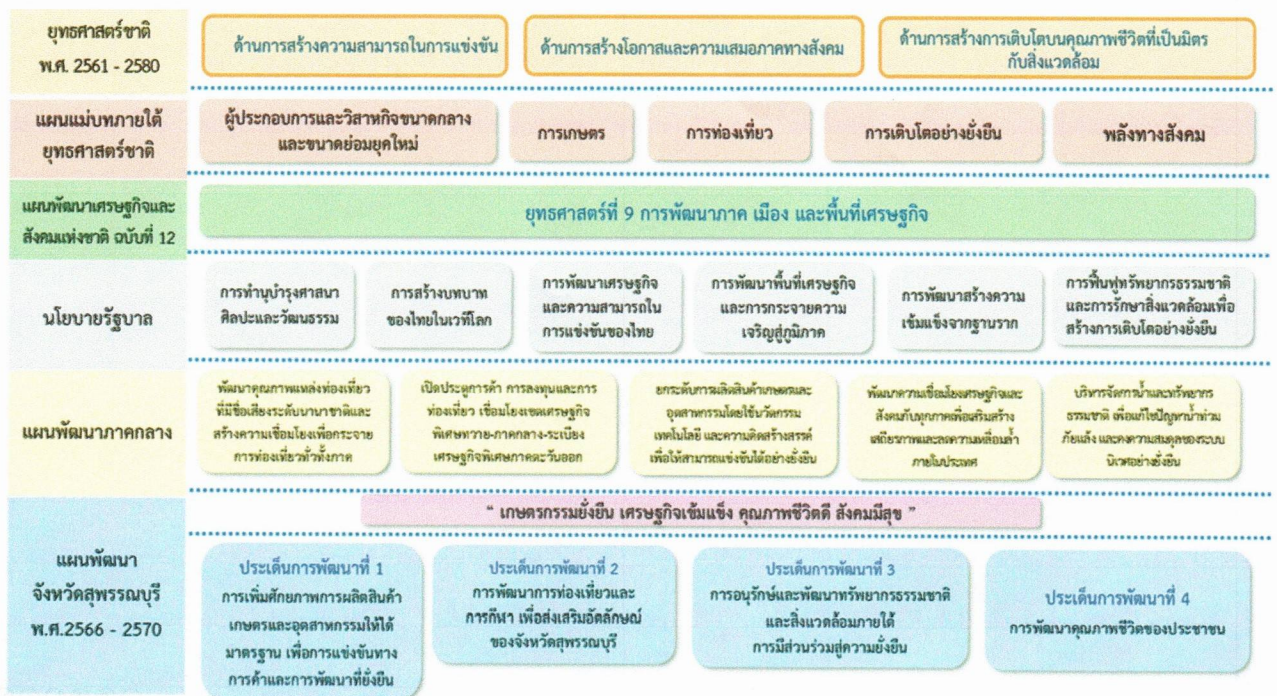 ยุทธศาสตร์ชาติ
พ.ศ. 2561 - 2580
ด้านการสร้างความสามารถในการแข่งขัน
ด้านการสร้างโอกาสและความเสมอภาคทางสังคม
ด้านการสร้างการเติบโตบนคุณภาพชีวิตที่เป็นมิตร
กับสิ่งแวดล้อม
แผนแม่บทภายใต้
ยุทธศาสตร์ชาติ
ผู้ประกอบการและวิสาหกิจขนาดกลาง
และขนาดย่อมยุคใหม่
การเกษตร
การท่องเที่ยว
การเติบโตอย่างยั่งยืน
พลังทางสังคม
แผนพัฒนาเศรษฐกิจและ
สังคมแห่งชาติ ฉบับที่ 12
ยุทธศาสตร์ที่ 9 การพัฒนาภาค เมือง และพื้นที่เศรษฐกิจ
นโยบายรัฐบาล
การทำนุบำรุงศาสนา
ศิลปะและวัฒนธรรม
การสร้างบทบาท
ของไทยในเวทีโลก
การพัฒนาเศรษฐกิจ
และความสามารถใน
การแข่งขันของไทย
การพัฒนาพื้นที่เศรษฐกิจ
และการกระจายความ
เจริญสู่ภูมิภาค
การพัฒนาสร้างความ
เข้มแข็งจากฐานราก
การฟื้นฟูทรัพยากรธรรมชาติ
และการรักษาสิ่งแวดล้อมเพื่อ
สร้างการเติบโตอย่างยั่งยืน
แผนพัฒนาภาคกลาง
พัฒนาคุณภาพแหล่งท่องเที่ยว
ที่มีชื่อเสียงระดับนานาชาติและ
สร้างความเชื่อมโยงเพื่อกระจาย
การท่องเที่ยวทั่วทั้งภาค
เปิดประตูการค้า การลงทุนและการ
ท่องเที่ยว เชื่อมโยงเขตเศรษฐกิจ
พิเศษทวาย-ภาคกลาง-ระเบียง
เศรษฐกิจพิเศษภาคตะวันออก
ยกระดับการผลิตสินค้าเกษตรและ
อุตสาหกรรมโดยใช้นวัตกรรม
เทคโนโลยี และความคิดสร้างสรรค์
เพื่อให้สามารถแข่งขันได้อย่างยั่งยืน
พัฒนาความเชื่อมโยงเศรษฐกิจและ
สังคมกับทุกภาคเพื่อเสริมสร้าง
เสถียรภาพและลดความเหลื่อมล้ำ
ภายในประเทศ
บริหารจัดการน้ำและทรัพยากร
ธรรมชาติ เพื่อแก้ไขปัญหาน้ำท่วม
ภัยแล้ง และคงความสมดุลของระบบ
นิเวศอย่างยั่งยืน
แผนพัฒนา
จังหวัดสุพรรณบุรี
พ.ศ.2566 - 2570
“ เกษตรกรรมยั่งยืน เศรษฐกิจเข้มแข็ง คุณภาพชีวิตดี สังคมมีสุข ”
ประเด็นการพัฒนาที่ 1
การเพิ่มศักยภาพการผลิตสินค้า
เกษตรและอุตสาหกรรมให้ได้
มาตรฐาน เพื่อการแข่งขันทาง
การค้าและการพัฒนาที่ยั่งยืน
ประเด็นการพัฒนาที่ 2
การพัฒนาการท่องเที่ยวและ
การกีฬา เพื่อส่งเสริมอัตลักษณ์
ของจังหวัดสุพรรณบุรี
ประเด็นการพัฒนาที่ 3
การอนุรักษ์และพัฒนาทรัพยากรธรรมชาติ
และสิ่งแวดล้อมภายใต้
การมีส่วนร่วมสู่ความยั่งยืน
ประเด็นการพัฒนาที่ 4
การพัฒนาคุณภาพชีวิตของประชาชน